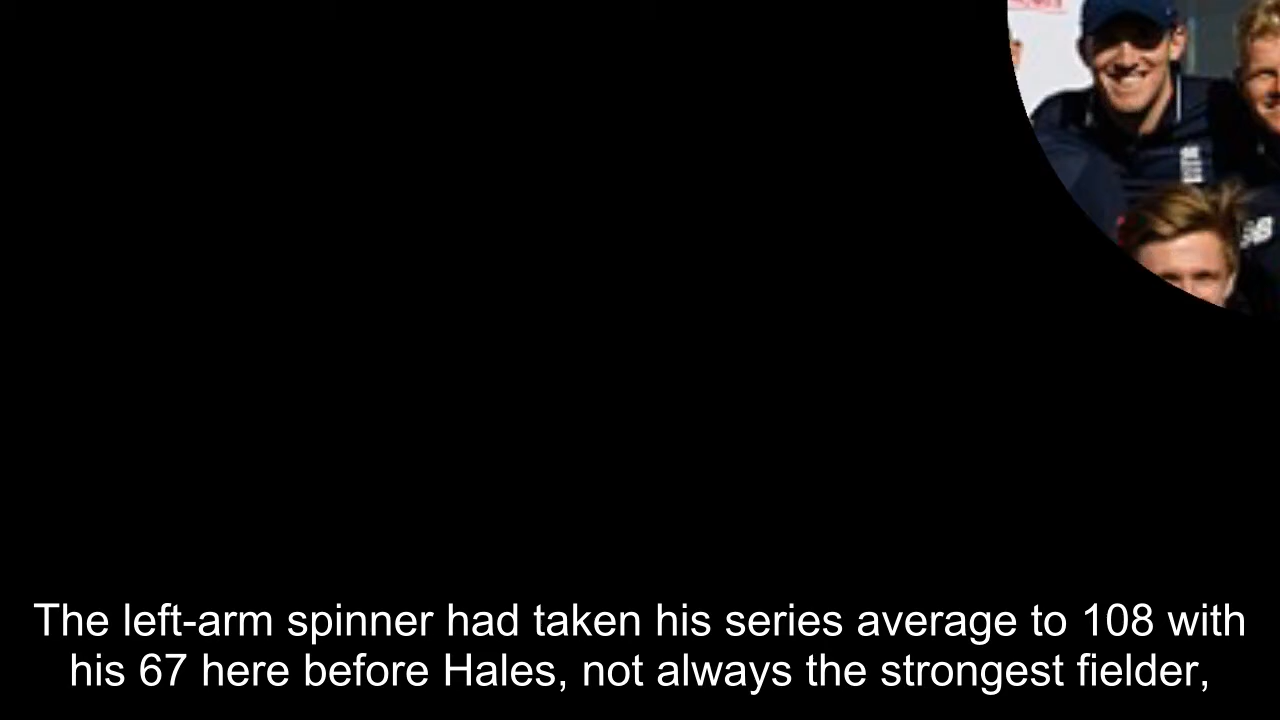 The left-arm spinner had taken his series average to 108 with
his 67 here before Hales, not always the strongest fielder,